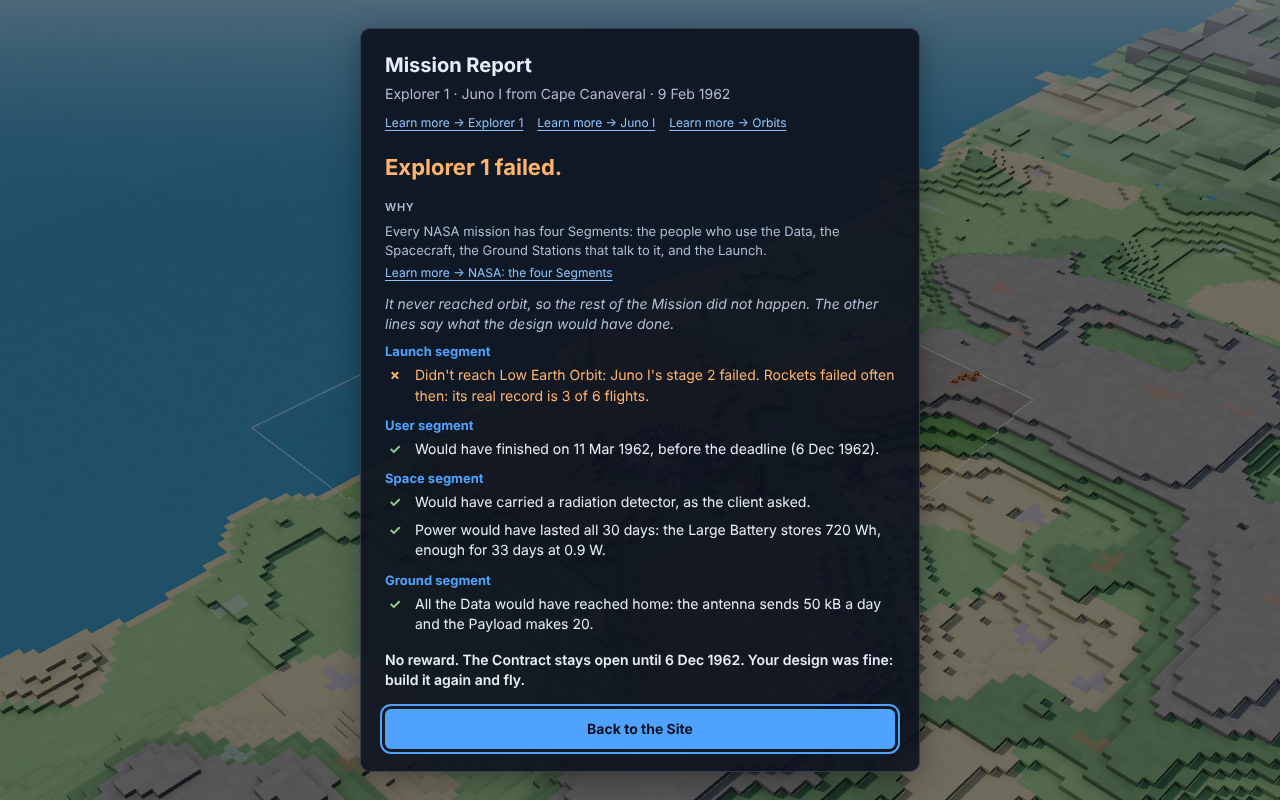 Mission Report
Explorer 1 · Juno I from Cape Canaveral · 9 Feb 1962
Learn more → Explorer 1 Learn more → Juno I Learn more → Orbits
Explorer 1 failed.
WHY
Every NASA mission has four Segments: the people who use the Data, the
Spacecraft, the Ground Stations that talk to it, and the Launch.
Learn more → NASA: the four Segments
It never reached orbit, so the rest of the Mission did not happen. The other
lines say what the design would have done.
Launch segment
× Didn't reach Low Earth Orbit: Juno I's stage 2 failed. Rockets failed often
then: its real record is 3 of 6 flights.
User segment
✓ Would have finished on 11 Mar 1962, before the deadline (6 Dec 1962).
Space segment
✓ Would have carried a radiation detector, as the client asked.
✓ Power would have lasted all 30 days: the Large Battery stores 720 Wh,
enough for 33 days at 0.9 W.
Ground segment
✓ All the Data would have reached home: the antenna sends 50 kB a day
and the Payload makes 20.
No reward. The Contract stays open until 6 Dec 1962. Your design was fine:
build it again and fly.
Back to the Site